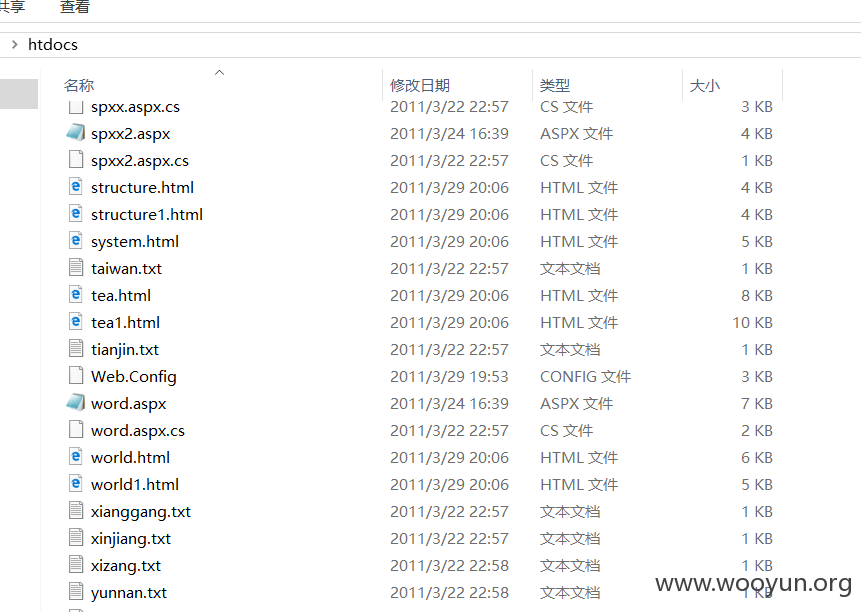 共享 查看
htdocs
名称 修改日期 类型 大小
spxx.aspx.cs 2011/3/22 22:57 CS 文件 3 KB
spxx2.aspx 2011/3/24 16:39 ASPX 文件 4 KB
spxx2.aspx.cs 2011/3/22 22:57 CS 文件 1 KB
structure.html 2011/3/29 20:06 HTML 文件 4 KB
structure1.html 2011/3/29 20:06 HTML 文件 4 KB
system.html 2011/3/29 20:06 HTML 文件 5 KB
taiwan.txt 2011/3/22 22:57 文本文档 1 KB
tea.html 2011/3/29 20:06 HTML 文件 8 KB
tea1.html 2011/3/29 20:06 HTML 文件 10 KB
tianjin.txt 2011/3/22 22:57 文本文档 1 KB
Web.Config 2011/3/29 19:53 CONFIG 文件 3 KB
word.aspx 2011/3/24 16:39 ASPX 文件 7 KB
word.aspx.cs 2011/3/22 22:57 CS 文件 2 KB
world.html 2011/3/29 20:06 HTML 文件 6 KB
world1.html 2011/3/29 20:06 HTML 文件 5 KB
xianggang.txt 2011/3/22 22:57 文本文档 1 KB
xinjiang.txt 2011/3/22 22:57 文本文档 1 KB
xizang.txt 2011/3/22 22:58 文本文档 1 KB
yunnan.txt 2011/3/22 22:58 文本文档 1 KB
www.wooyun.org